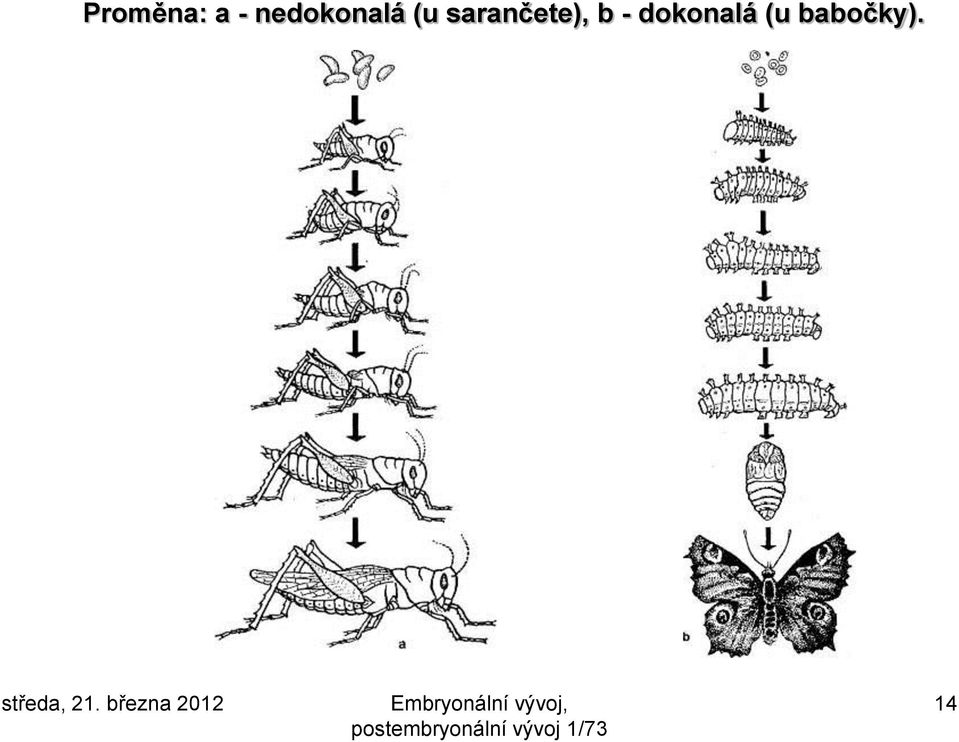 Proměna: a - nedokonalá (u sarančete), b - dokonalá (u babočky).
a
b
středa, 21. března 2012
Embryonální vývoj,
postembryonální vývoj 1/73
14